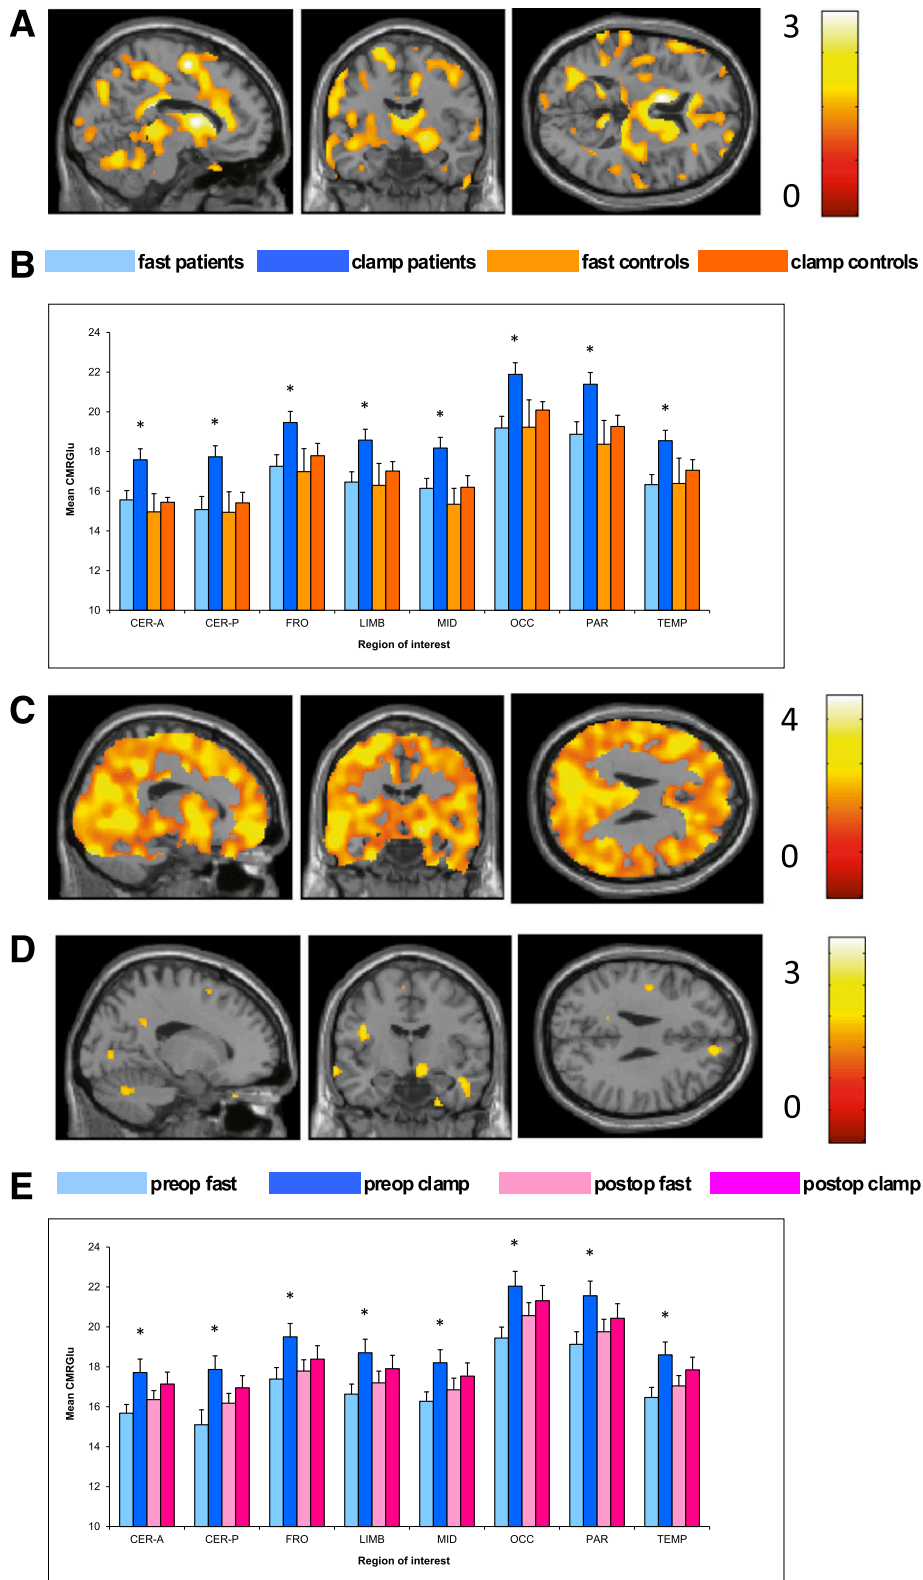 A
3
0
B
fast patients clamp patients fast controls clamp controls
24
22
20
18
16
14
12
10
Mean CMRGlu
* * * * * * * *
CER-A CER-P FRO LIMB MID OCC PAR TEMP
Region of interest
C
4
0
D
3
0
E
preop fast preop clamp postop fast postop clamp
24
22
20
18
16
14
12
10
Mean CMRGlu
* * * * * * * *
CER-A CER-P FRO LIMB MID OCC PAR TEMP
Region of interest